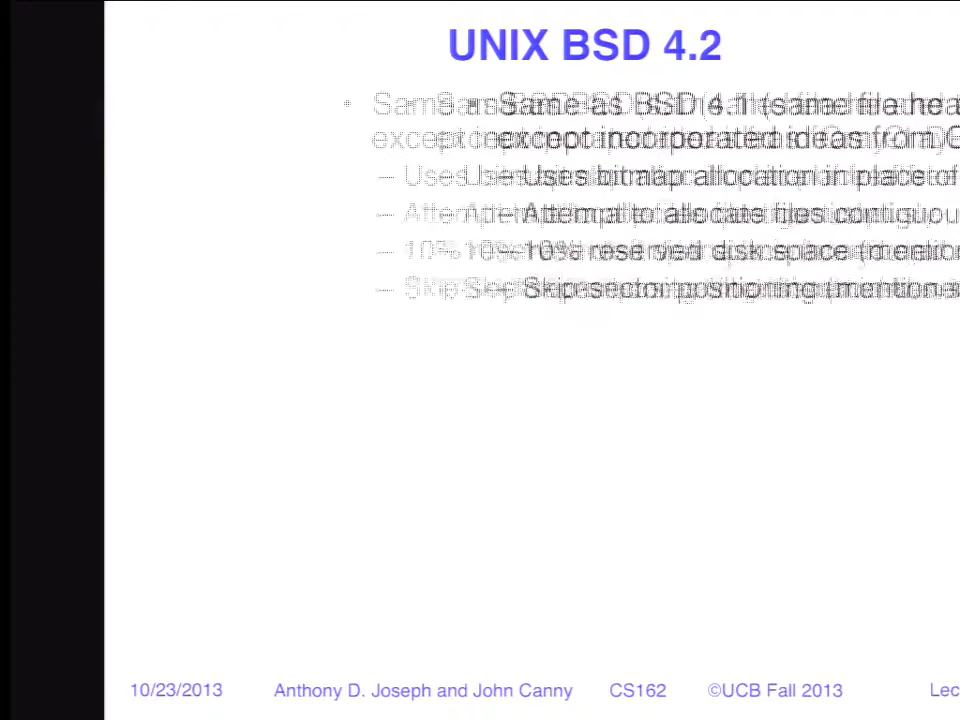 UNIX BSD 4.2
• Same as BSD 4.1 (same file hea
except incorporated ideas from
– Uses bitmap allocation in place of
– Attempt to allocate files contiguou
– 10% reserved disk space (mentio
– Skip-sector positioning (mention
10/23/2013 Anthony D. Joseph and John Canny CS162 ©UCB Fall 2013 Lec